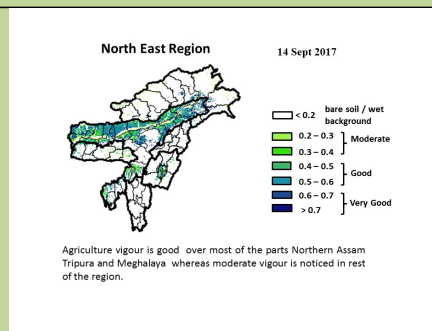 North East Region
14 Sept 2017
< 0.2 bare soil / wet
background
0.2 – 0.3
0.3 – 0.4
Moderate
0.4 – 0.5
0.5 – 0.6
Good
0.6 – 0.7
> 0.7
Very Good
Agriculture vigour is good over most of the parts Northern Assam
Tripura and Meghalaya whereas moderate vigour is noticed in rest
of the region.